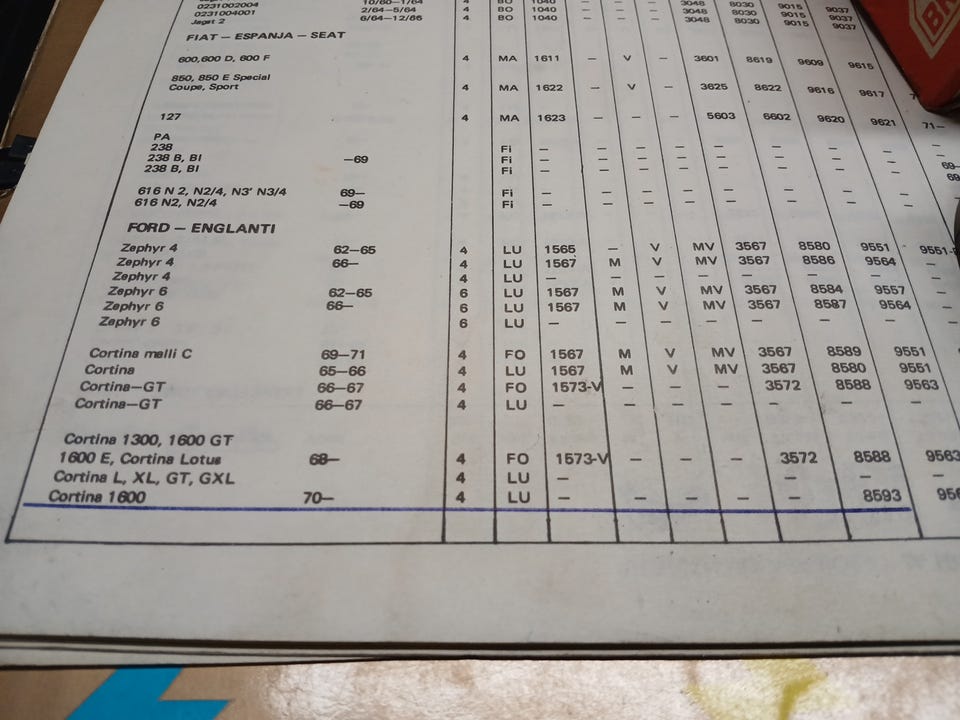 10/60—1/64 4 BO 1040
0231002004 2/64—5/64 4 BO 1040 3048 8030 9015 9037
0231004001 6/64—12/66 4 BO 1040 3048 8030 9015 9037
Jagst 2 3048 8030 9015 9037
FIAT — ESPANJA — SEAT
600,600 D, 600 F 4 MA 1611 — V — 3601 8619 9609 9615
850, 850 E Special
Coupe, Sport 4 MA 1622 — V — 3625 8622 9616 9617
127 4 MA 1623 — — — 5603 6602 9620 9621 71—
PA
238 Fi — — — — — — — —
238 B, BI —69 Fi — — — — — — — 69—
238 B, BI Fi — — — — — — — 69
616 N 2, N2/4, N3' N3/4 69— Fi — — — — — — — —
616 N2, N2/4 —69 Fi — — — — — — — —
FORD — ENGLANTI
Zephyr 4 62—65 4 LU 1565 — V MV 3567 8580 9551 9551-
Zephyr 4 66— 4 LU 1567 M V MV 3567 8586 9564 —
Zephyr 4 4 LU — — — — — — — —
Zephyr 6 62—65 6 LU 1567 M V MV 3567 8584 9557 —
Zephyr 6 66— 6 LU 1567 M V MV 3567 8587 9564 —
Zephyr 6 6 LU — — — — — — — —
Cortina malli C 69—71 4 FO 1567 M V MV 3567 8589 9551 —
Cortina 65—66 4 LU 1567 M V MV 3567 8580 9551 —
Cortina—GT 66—67 4 FO 1573-V — — — 3572 8588 9563
Cortina—GT 66—67 4 LU — — — — — — —
Cortina 1300, 1600 GT
1600 E, Cortina Lotus 68— 4 FO 1573-V — — — 3572 8588 9563
Cortina L, XL, GT, GXL 4 LU — — — —
Cortina 1600 70— 4 LU — — — — — 8593